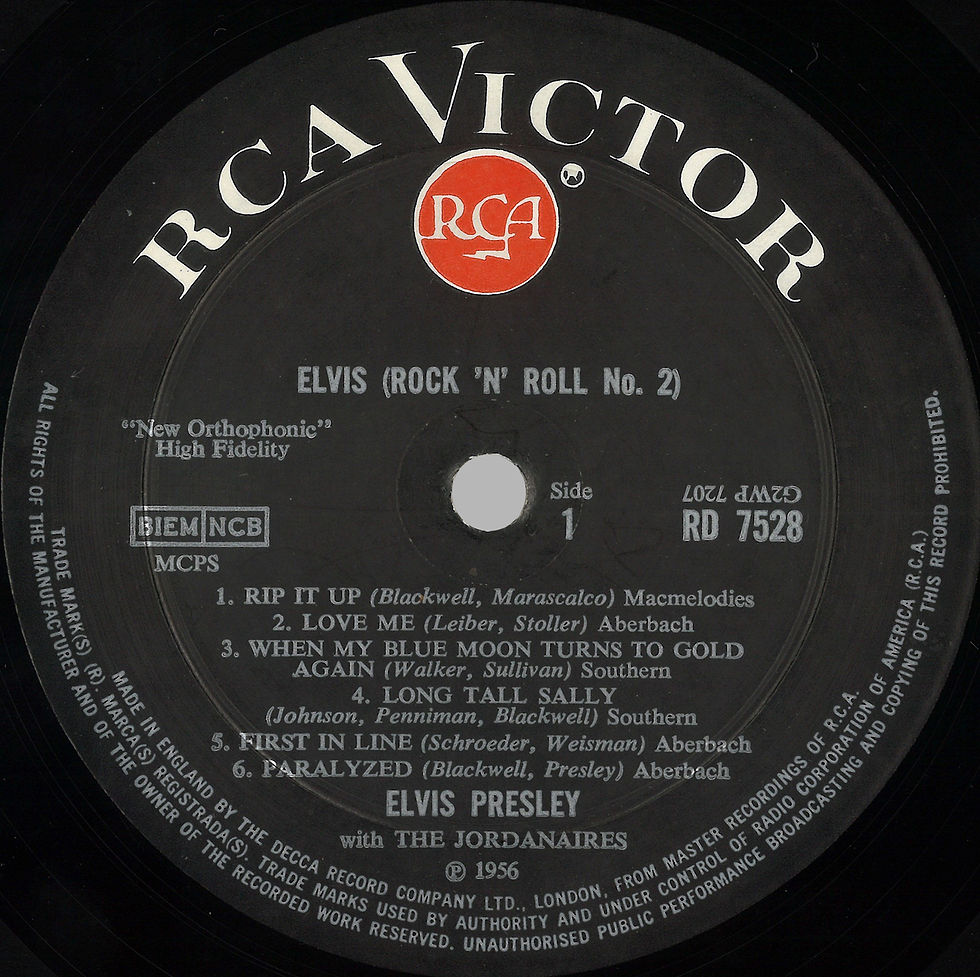 RCA VICTOR
RCA
ELVIS (ROCK 'N' ROLL No. 2)
“New Orthophonic”
High Fidelity
Side
1
G2WP 7207
RD 7528
BIEM NCB
MCPS
1. RIP IT UP (Blackwell, Marascalco) Macmelodies
2. LOVE ME (Leiber, Stoller) Aberbach
3. WHEN MY BLUE MOON TURNS TO GOLD
AGAIN (Walker, Sullivan) Southern
4. LONG TALL SALLY
(Johnson, Penniman, Blackwell) Southern
5. FIRST IN LINE (Schroeder, Weisman) Aberbach
6. PARALYZED (Blackwell, Presley) Aberbach
ELVIS PRESLEY
with THE JORDANAIRES
℗ 1956
MADE IN ENGLAND BY THE DECCA RECORD COMPANY LTD., LONDON, FROM MASTER RECORDINGS OF R.C.A.
TRADE MARK(S) (R). MARCA(S) REGISTRADA(S). TRADE MARKS USED BY AUTHORITY AND UNDER CONTROL OF RADIO CORPORATION OF AMERICA (R.C.A.)
ALL RIGHTS OF THE MANUFACTURER AND OF THE OWNER OF THE RECORDED WORK RESERVED. UNAUTHORISED PUBLIC PERFORMANCE BROADCASTING AND COPYING OF THIS RECORD PROHIBITED.